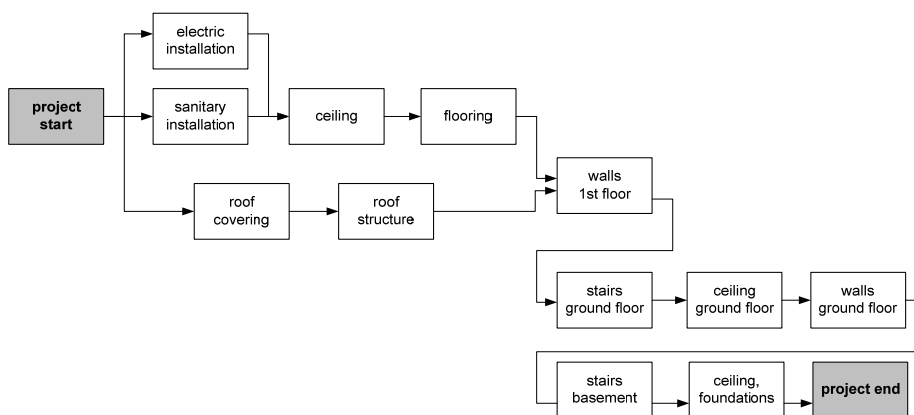 electric
installation
project
start
sanitary
installation
ceiling
flooring
walls
1st floor
roof
covering
roof
structure
stairs
ground floor
ceiling
ground floor
walls
ground floor
stairs
basement
ceiling,
foundations
project end